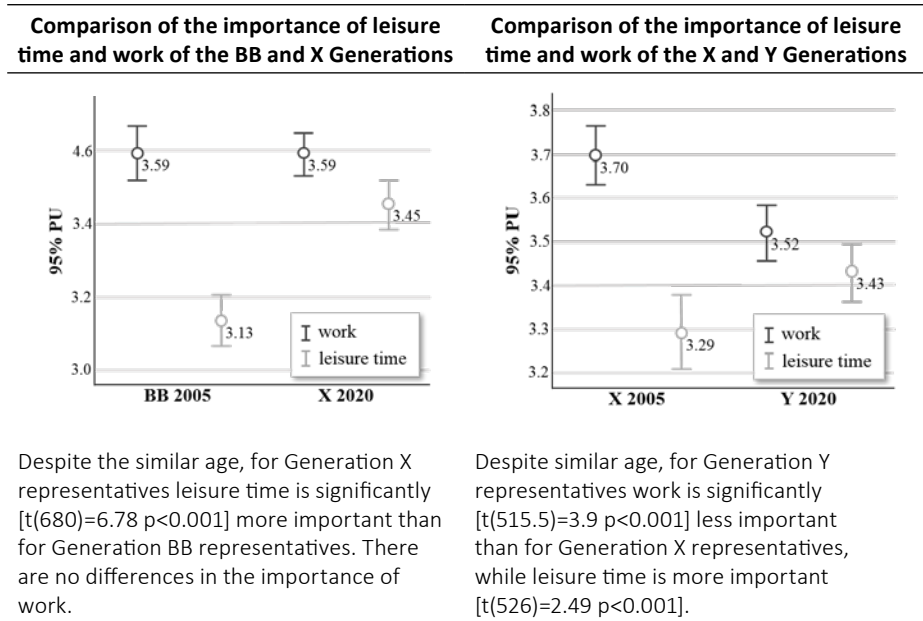 Comparison of the importance of leisure
time and work of the BB and X Generations
4.6
3.4
3.2
3.0
95% PU
3.59
3.13
3.59
3.45
work
leisure time
BB 2005
X 2020
Despite the similar age, for Generation X
representatives leisure time is significantly
[t(680)=6.78 p<0.001] more important than
for Generation BB representatives. There
are no differences in the importance of
work.
Comparison of the importance of leisure
time and work of the X and Y Generations
3.8
3.7
3.6
3.5
3.4
3.3
3.2
95% PU
3.70
3.29
3.52
3.43
work
leisure time
X 2005
Y 2020
Despite similar age, for Generation Y
representatives work is significantly
[t(515.5)=3.9 p<0.001] less important
than for Generation X representatives,
while leisure time is more important
[t(526)=2.49 p<0.001].